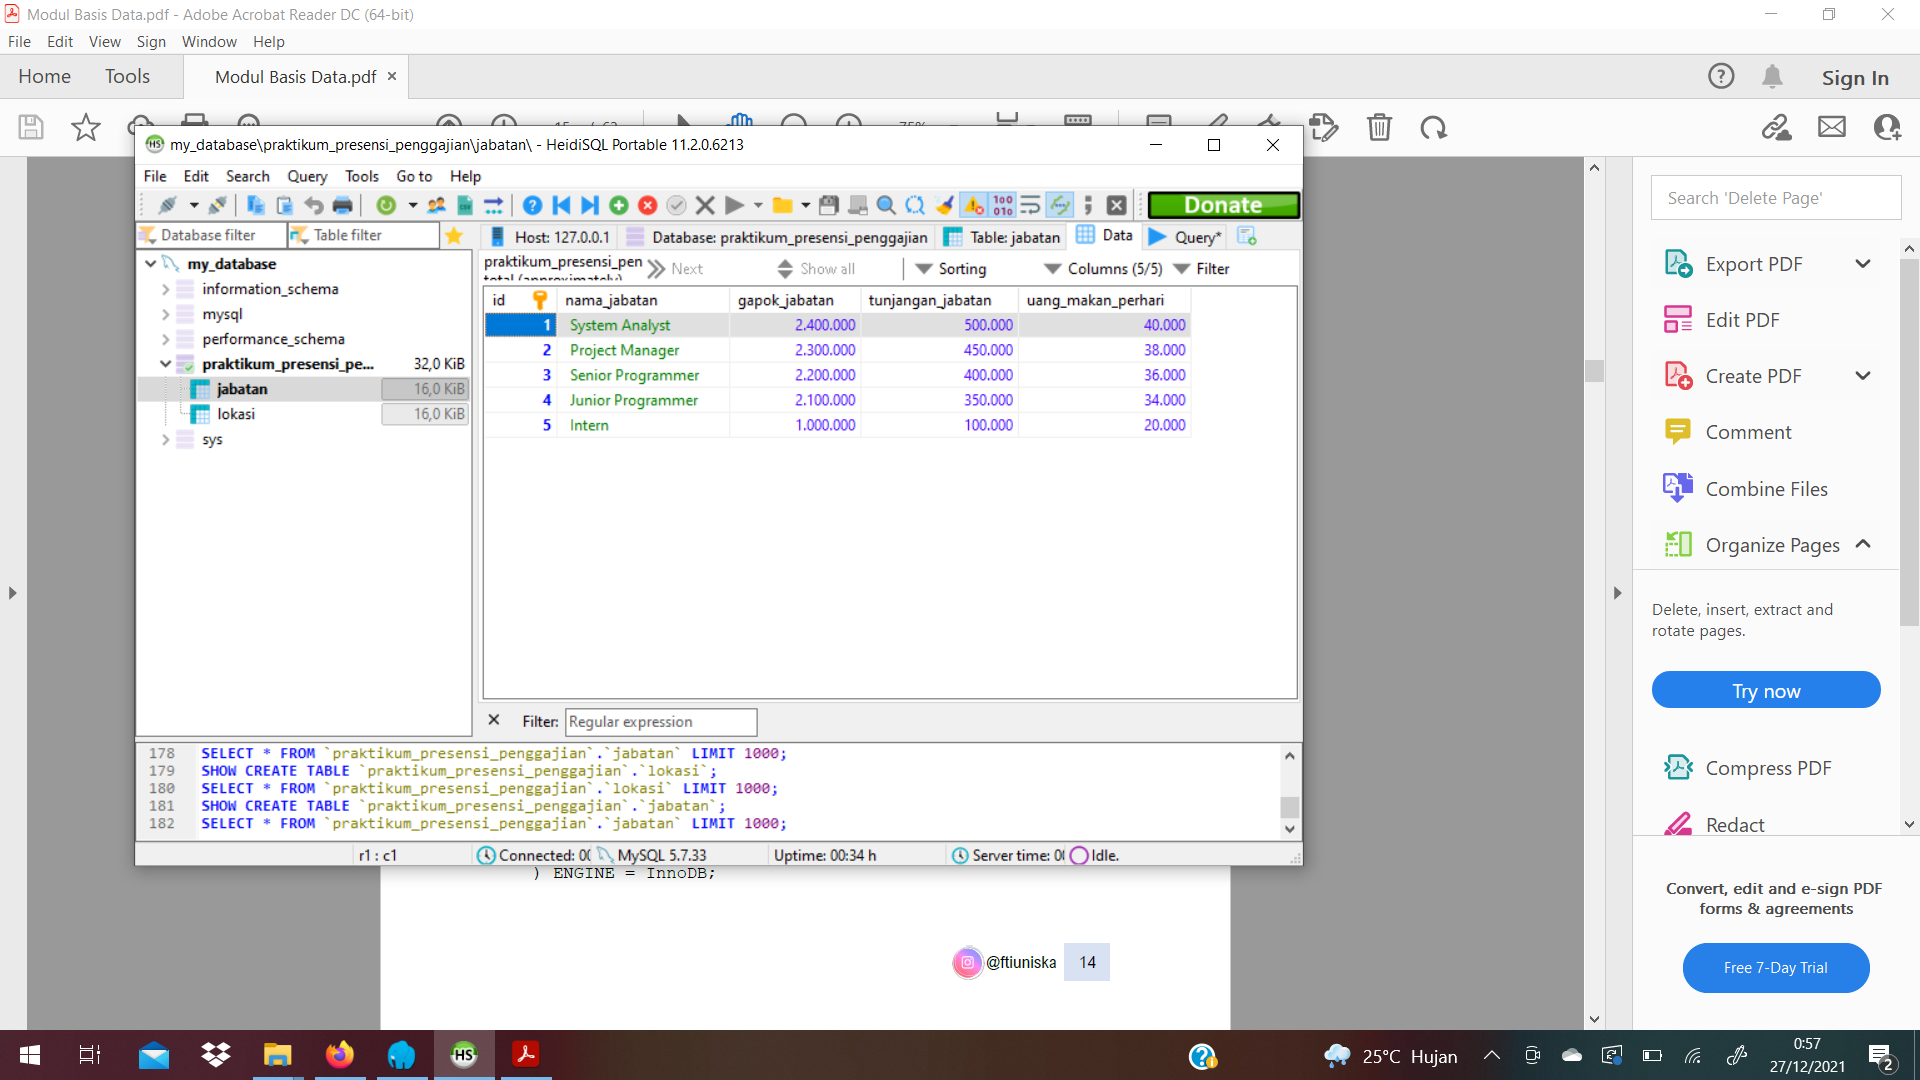 Modul Basis Data.pdf - Adobe Acrobat Reader DC (64-bit)
File Edit View Sign Window Help
Home Tools Modul Basis Data.pdf × Sign In
my_database\praktikum_presensi_penggajian\jabatan\ - HeidiSQL Portable 11.2.0.6213
File Edit Search Query Tools Go to Help
Donate
Database filter Table filter Host: 127.0.0.1 Database: praktikum_presensi_penggajian Table: jabatan Data Query*
praktikum_presensi_pen Next Show all Sorting Columns (5/5) Filter
my_database
information_schema
mysql
performance_schema
praktikum_presensi_pe... 32,0 KiB
jabatan 16,0 KiB
lokasi 16,0 KiB
sys
id nama_jabatan gapok_jabatan tunjangan_jabatan uang_makan_perhari
1 System Analyst 2.400.000 500.000 40.000
2 Project Manager 2.300.000 450.000 38.000
3 Senior Programmer 2.200.000 400.000 36.000
4 Junior Programmer 2.100.000 350.000 34.000
5 Intern 1.000.000 100.000 20.000
Filter: Regular expression
178 SELECT * FROM `praktikum_presensi_penggajian`.`jabatan` LIMIT 1000;
179 SHOW CREATE TABLE `praktikum_presensi_penggajian`.`lokasi`;
180 SELECT * FROM `praktikum_presensi_penggajian`.`lokasi` LIMIT 1000;
181 SHOW CREATE TABLE `praktikum_presensi_penggajian`.`jabatan`;
182 SELECT * FROM `praktikum_presensi_penggajian`.`jabatan` LIMIT 1000;
r1 : c1 Connected: MySQL 5.7.33 Uptime: 00:34 h Server time: Idle.
) ENGINE = InnoDB;
@ftiuniska 14
Search 'Delete Page'
Export PDF
Edit PDF
Create PDF
Comment
Combine Files
Organize Pages
Delete, insert, extract and
rotate pages.
Try now
Compress PDF
Redact
Convert, edit and e-sign PDF
forms & agreements
Free 7-Day Trial
HS
25°C Hujan
0:57
27/12/2021
2